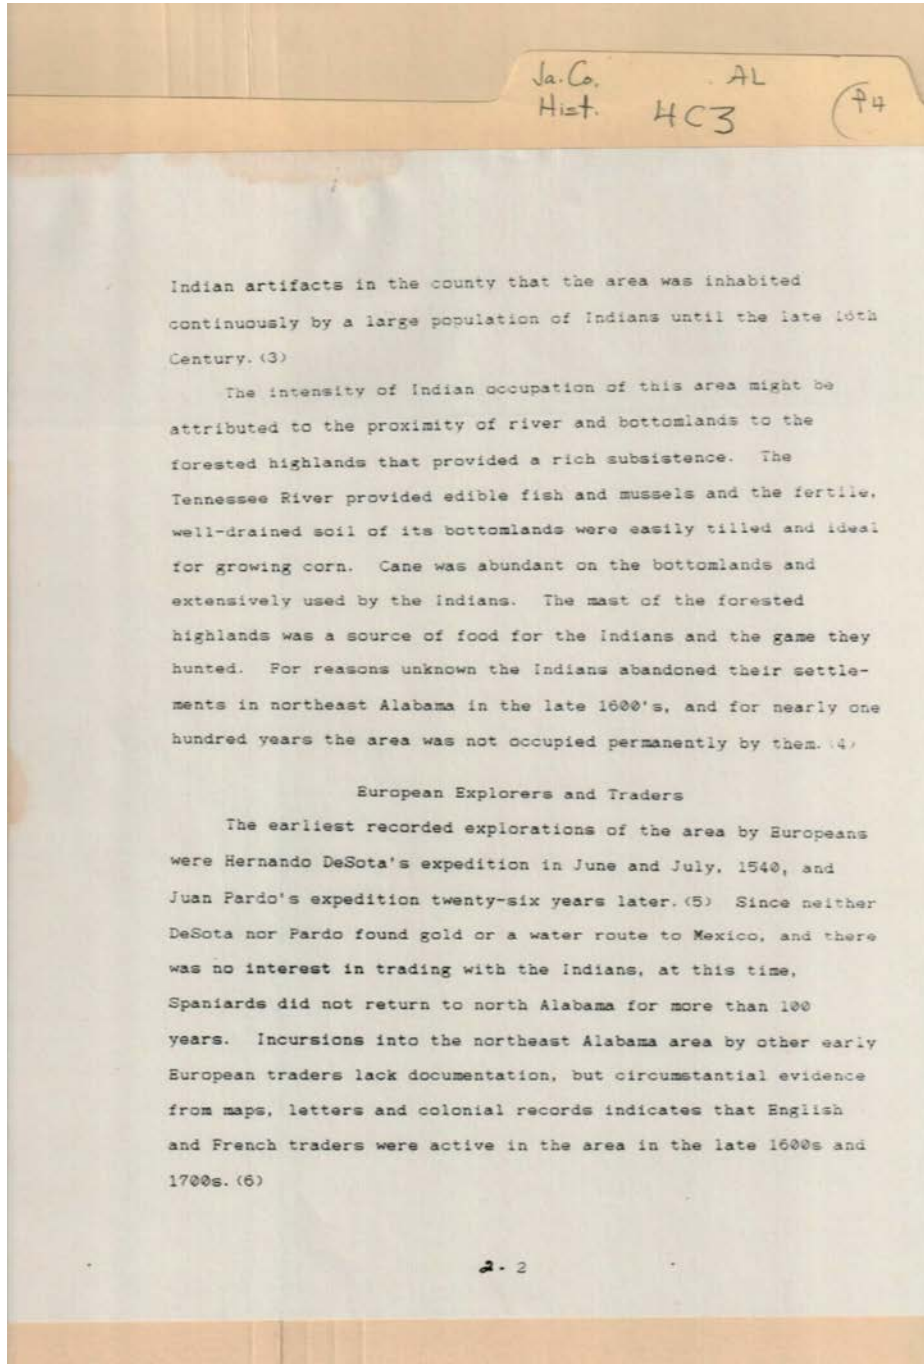 Ja. Co. AL
Hist. 4C3 P4
Indian artifacts in the county that the area was inhabited
continuously by a large population of Indians until the late 16th
Century.(3)
The intensity of Indian occupation of this area might be
attributed to the proximity of river and bottomlands to the
forested highlands that provided a rich subsistence. The
Tennessee River provided edible fish and mussels and the fertile,
well-drained soil of its bottomlands were easily tilled and ideal
for growing corn. Cane was abundant on the bottomlands and
extensively used by the Indians. The mast of the forested
highlands was a source of food for the Indians and the game they
hunted. For reasons unknown the Indians abandoned their settle-
ments in northeast Alabama in the late 1600's, and for nearly one
hundred years the area was not occupied permanently by them.(4)
European Explorers and Traders
The earliest recorded explorations of the area by Europeans
were Hernando DeSota's expedition in June and July, 1540, and
Juan Pardo's expedition twenty-six years later.(5) Since neither
DeSota nor Pardo found gold or a water route to Mexico, and there
was no interest in trading with the Indians, at this time,
Spaniards did not return to north Alabama for more than 100
years. Incursions into the northeast Alabama area by other early
European traders lack documentation, but circumstantial evidence
from maps, letters and colonial records indicates that English
and French traders were active in the area in the late 1600s and
1700s.(6)
2- 2